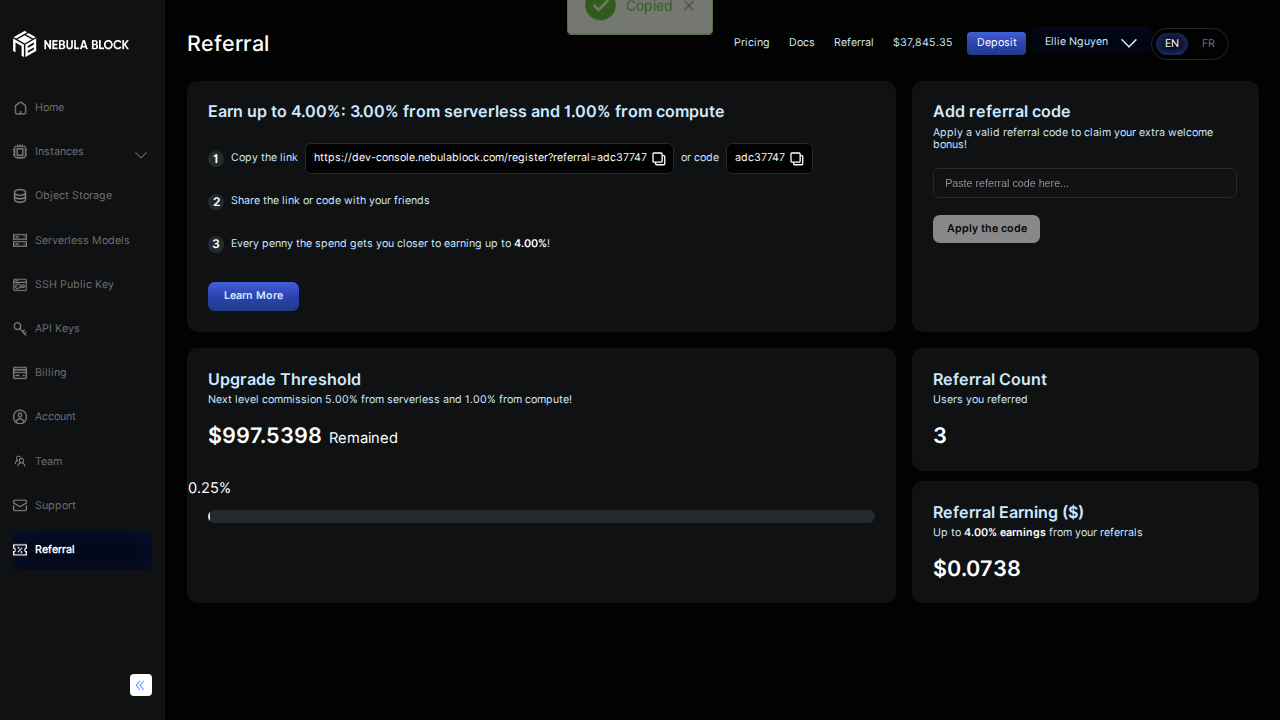 Copied
NEBULA BLOCK
Referral
Pricing Docs Referral $37,845.35 Deposit Ellie Nguyen EN FR
Home
Instances
Object Storage
Serverless Models
SSH Public Key
API Keys
Billing
Account
Team
Support
Referral
Earn up to 4.00%: 3.00% from serverless and 1.00% from compute
1 Copy the link https://dev-console.nebulablock.com/register?referral=adc37747 or code adc37747
2 Share the link or code with your friends
3 Every penny the spend gets you closer to earning up to 4.00%!
Learn More
Add referral code
Apply a valid referral code to claim your extra welcome
bonus!
Paste referral code here...
Apply the code
Upgrade Threshold
Next level commission 5.00% from serverless and 1.00% from compute!
$997.5398 Remained
0.25%
Referral Count
Users you referred
3
Referral Earning ($)
Up to 4.00% earnings from your referrals
$0.0738